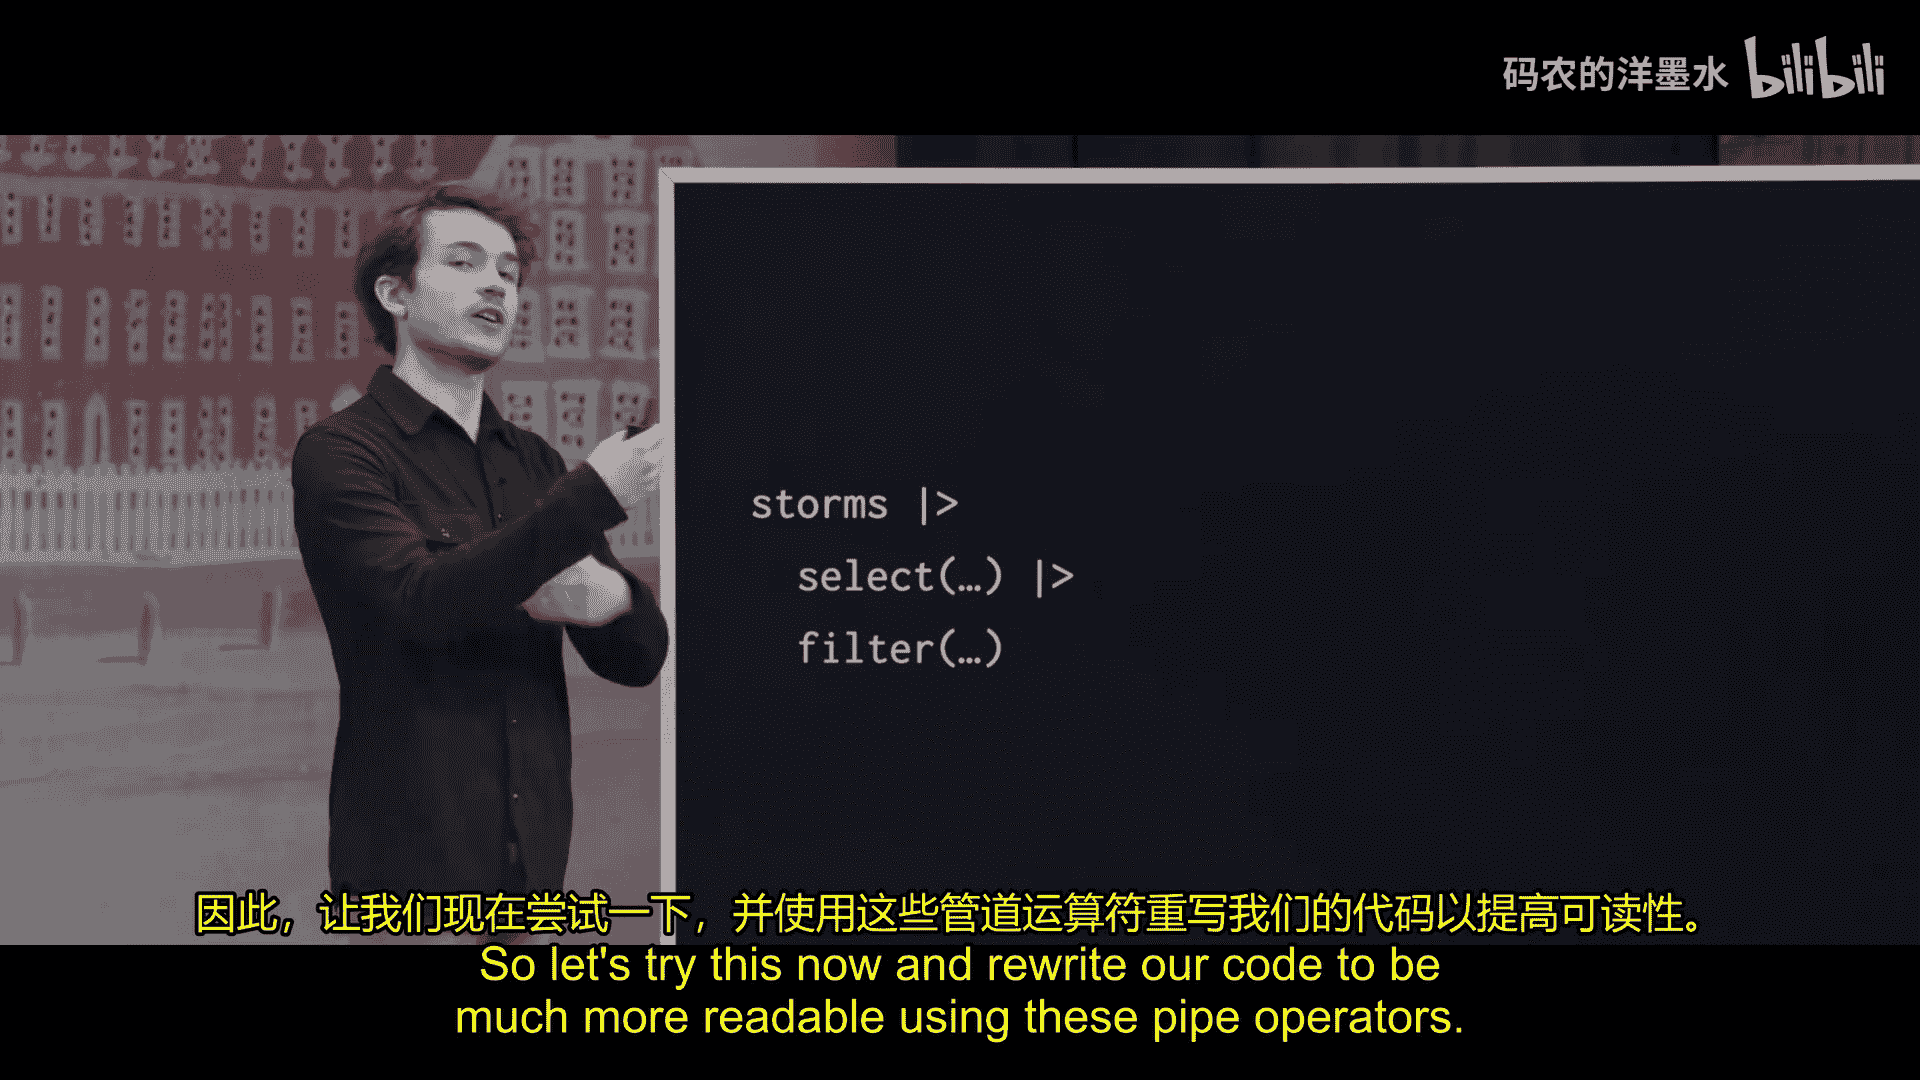 码农的洋墨水 bilibili
storms |>
select(…) |>
filter(…)
因此，让我们现在尝试一下，并使用这些管道运算符重写我们的代码以提高可读性。
So let's try this now and rewrite our code to be
much more readable using these pipe operators.